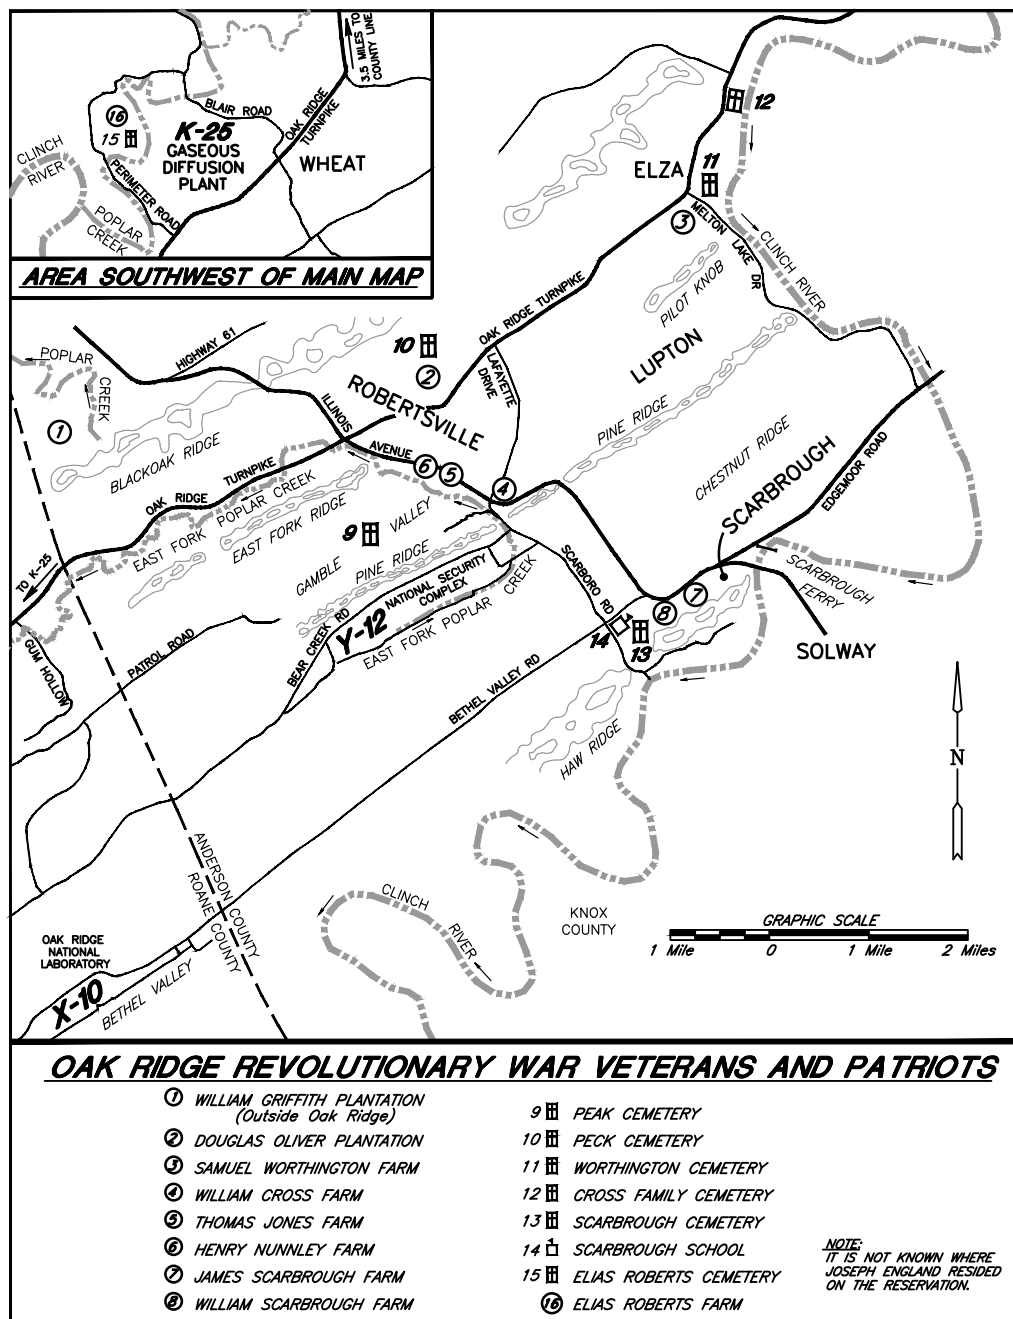 3.5 MILES TO
COUNTY LINE
BLAIR ROAD
OAK RIDGE
TURNPIKE
16
15
K-25
GASEOUS
DIFFUSION
PLANT
WHEAT
CLINCH
RIVER
PERIMETER ROAD
POPLAR
CREEK
AREA SOUTHWEST OF MAIN MAP
12
11
ELZA
3
MELTON
LAKE DR
CLINCH RIVER
PILOT KNOB
OAK RIDGE TURNPIKE
HIGHWAY 61
10
2
LAFAYETTE
DRIVE
LUPTON
POPLAR
CREEK
ROBERTSVILLE
ILLINOIS
AVENUE
1
BLACKOAK RIDGE
PINE RIDGE
CHESTNUT RIDGE
SCARBROUGH
EDGEMOOR ROAD
6
5
4
OAK RIDGE
TURNPIKE
EAST FORK
POPLAR CREEK
EAST FORK RIDGE
9
GAMBLE
VALLEY
PINE RIDGE
TO K-25
NATIONAL SECURITY
COMPLEX
Y-12
EAST FORK POPLAR
CREEK
SCARBORO RD
SCARBROUGH
FERRY
7
8
14
13
SOLWAY
GUM HOLLOW
PATROL ROAD
BEAR CREEK RD
BETHEL VALLEY RD
HAW RIDGE
N
ANDERSON COUNTY
ROANE COUNTY
CLINCH
RIVER
KNOX
COUNTY
GRAPHIC SCALE
1 Mile 0 1 Mile 2 Miles
OAK RIDGE
NATIONAL
LABORATORY
X-10
BETHEL VALLEY
OAK RIDGE REVOLUTIONARY WAR VETERANS AND PATRIOTS
1 WILLIAM GRIFFITH PLANTATION
(Outside Oak Ridge)
2 DOUGLAS OLIVER PLANTATION
3 SAMUEL WORTHINGTON FARM
4 WILLIAM CROSS FARM
5 THOMAS JONES FARM
6 HENRY NUNNLEY FARM
7 JAMES SCARBROUGH FARM
8 WILLIAM SCARBROUGH FARM
9 PEAK CEMETERY
10 PECK CEMETERY
11 WORTHINGTON CEMETERY
12 CROSS FAMILY CEMETERY
13 SCARBROUGH CEMETERY
14 SCARBROUGH SCHOOL
15 ELIAS ROBERTS CEMETERY
16 ELIAS ROBERTS FARM
NOTE:
IT IS NOT KNOWN WHERE
JOSEPH ENGLAND RESIDED
ON THE RESERVATION.